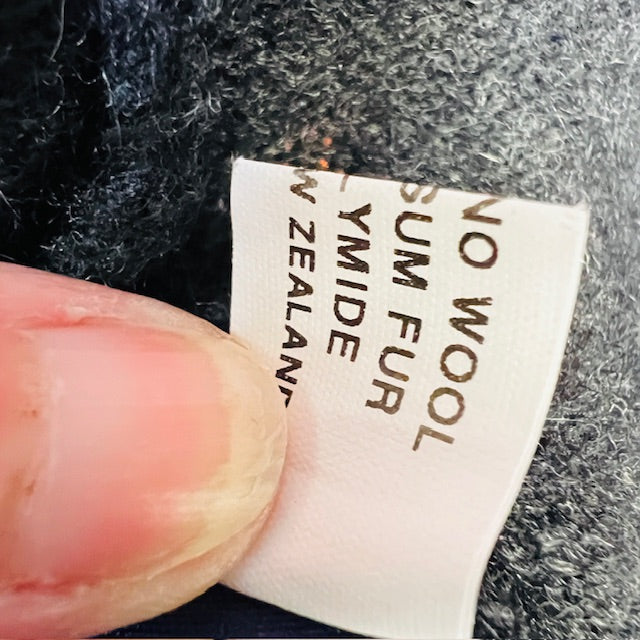 NO WOOL
SUM FUR
YMIDE
W ZEALAND